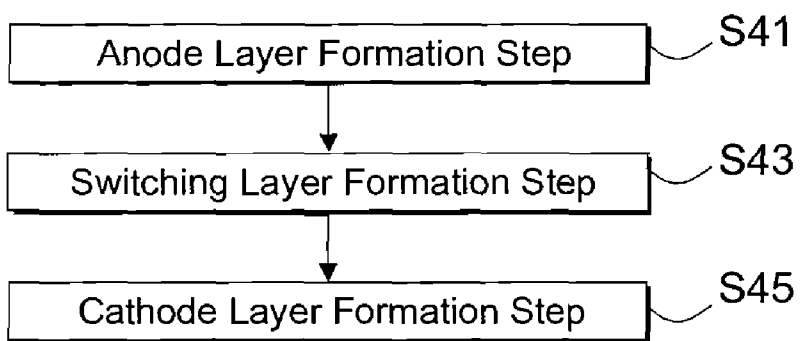 Anode Layer Formation Step
S41
Switching Layer Formation Step
S43
Cathode Layer Formation Step
S45